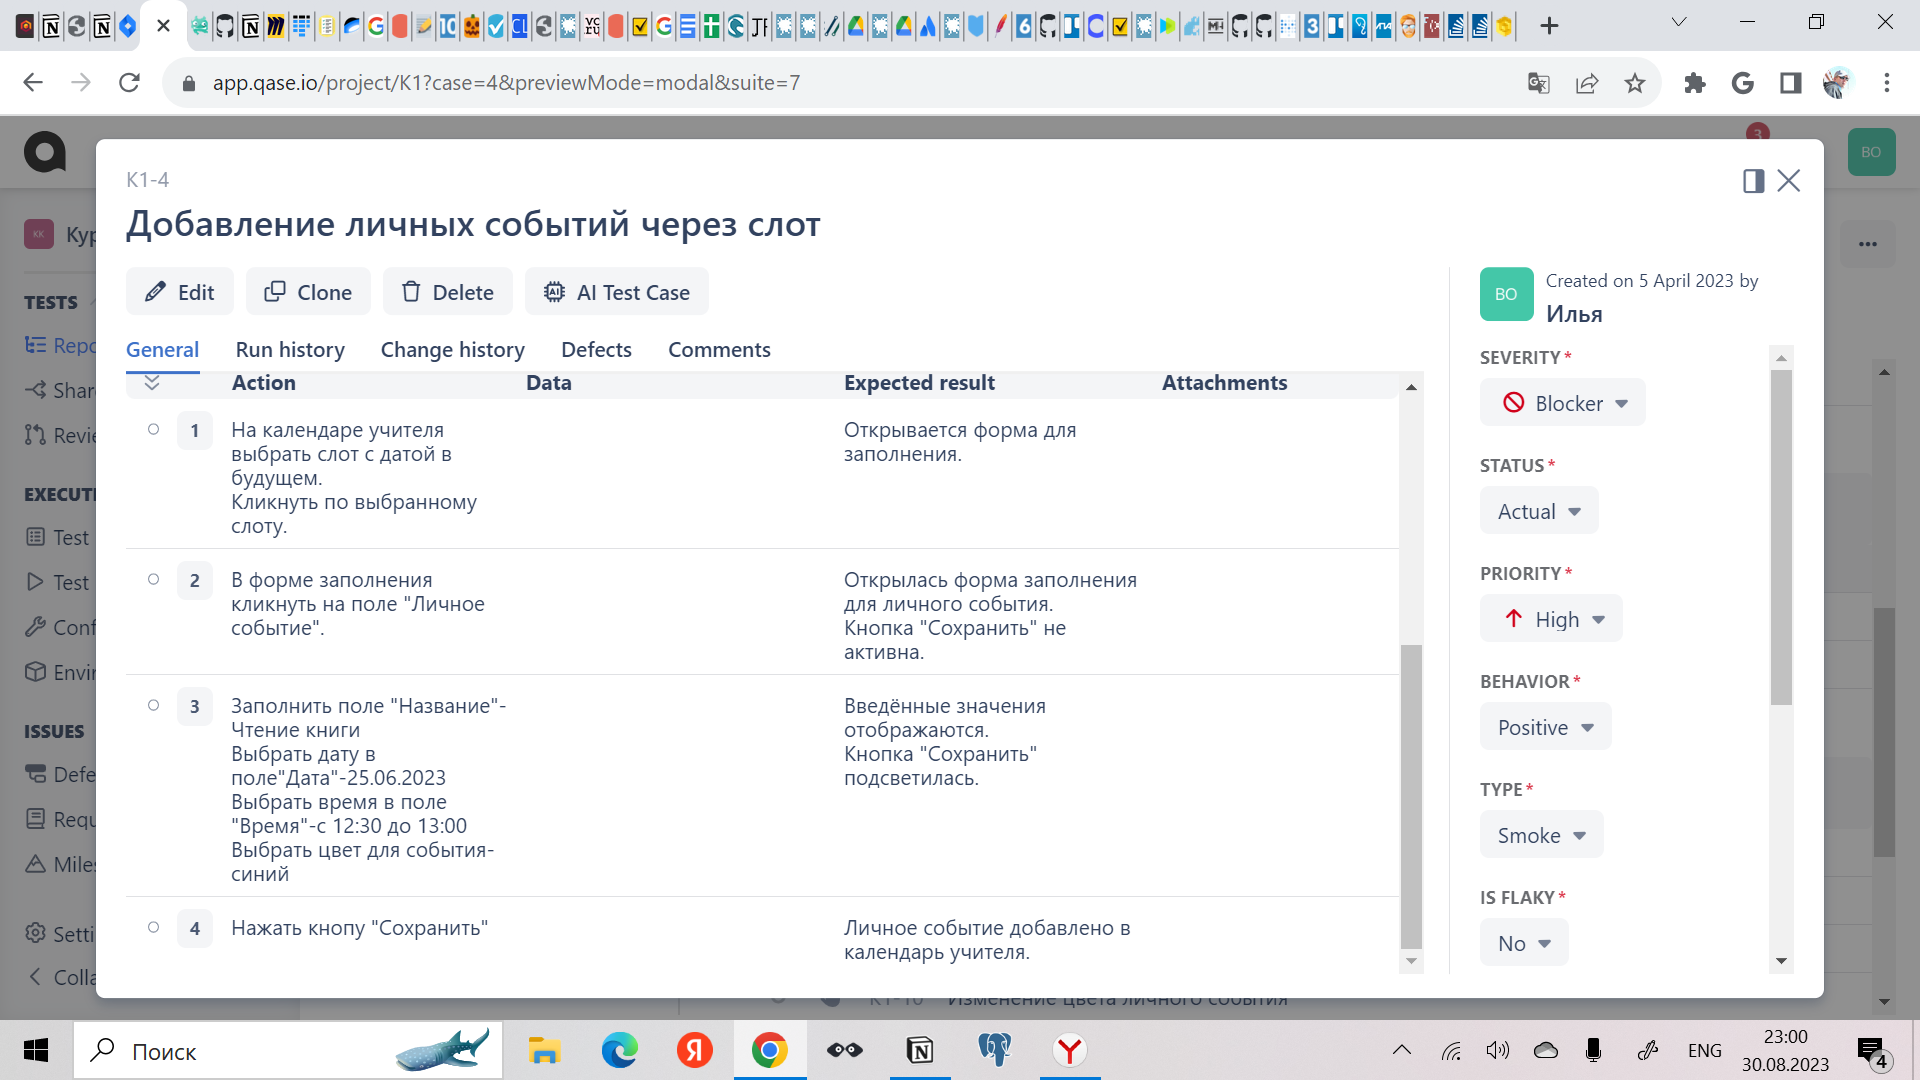 app.qase.io/project/K1?case=4&previewMode=modal&suite=7
3
BO
K1-4
Добавление личных событий через слот
Edit
Clone
Delete
AI Test Case
General
Run history
Change history
Defects
Comments
Action
Data
Expected result
Attachments
1
На календаре учителя
выбрать слот с датой в
будущем.
Кликнуть по выбранному
слоту.
Открывается форма для
заполнения.
2
В форме заполнения
кликнуть на поле "Личное
событие".
Открылась форма заполнения
для личного события.
Кнопка "Сохранить" не
активна.
3
Заполнить поле "Название"-
Чтение книги
Выбрать дату в
поле"Дата"-25.06.2023
Выбрать время в поле
"Время"-с 12:30 до 13:00
Выбрать цвет для события-
синий
Введённые значения
отображаются.
Кнопка "Сохранить"
подсветилась.
4
Нажать кнопу "Сохранить"
Личное событие добавлено в
календарь учителя.
BO
Created on 5 April 2023 by
Илья
SEVERITY*
Blocker
STATUS*
Actual
PRIORITY*
High
BEHAVIOR*
Positive
TYPE*
Smoke
IS FLAKY*
No
КК
Кур
TESTS
Repo
Shar
Revie
EXECUTI
Test
Test
Conf
Envir
ISSUES
Defe
Requ
Miles
Setti
Colla
K1-10 Изменение цвета личного события
Поиск
ENG
23:00
30.08.2023
4